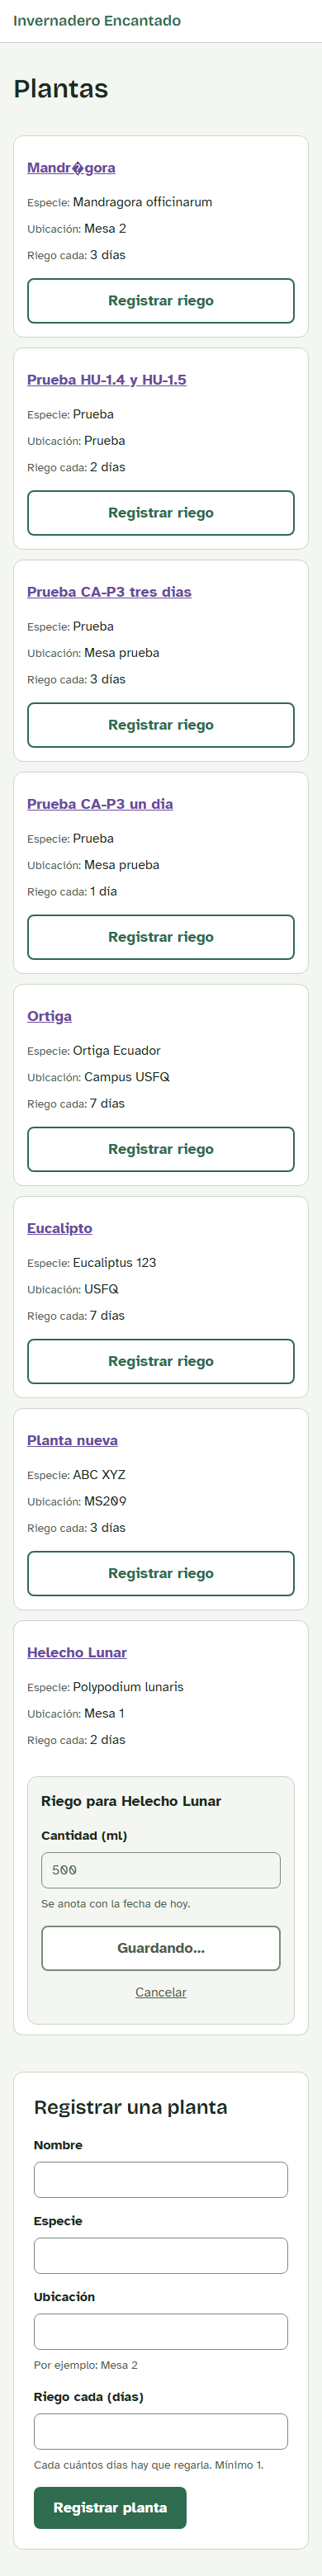 Invernadero Encantado
Plantas
Mandr�gora
Especie: Mandragora officinarum
Ubicación: Mesa 2
Riego cada: 3 días
Registrar riego
Prueba HU-1.4 y HU-1.5
Especie: Prueba
Ubicación: Prueba
Riego cada: 2 días
Registrar riego
Prueba CA-P3 tres dias
Especie: Prueba
Ubicación: Mesa prueba
Riego cada: 3 días
Registrar riego
Prueba CA-P3 un dia
Especie: Prueba
Ubicación: Mesa prueba
Riego cada: 1 día
Registrar riego
Ortiga
Especie: Ortiga Ecuador
Ubicación: Campus USFQ
Riego cada: 7 días
Registrar riego
Eucalipto
Especie: Eucaliptus 123
Ubicación: USFQ
Riego cada: 7 días
Registrar riego
Planta nueva
Especie: ABC XYZ
Ubicación: MS209
Riego cada: 3 días
Registrar riego
Helecho Lunar
Especie: Polypodium lunaris
Ubicación: Mesa 1
Riego cada: 2 días
Riego para Helecho Lunar
Cantidad (ml)
500
Se anota con la fecha de hoy.
Guardando...
Cancelar
Registrar una planta
Nombre
Especie
Ubicación
Por ejemplo: Mesa 2
Riego cada (días)
Cada cuántos días hay que regarla. Mínimo 1.
Registrar planta